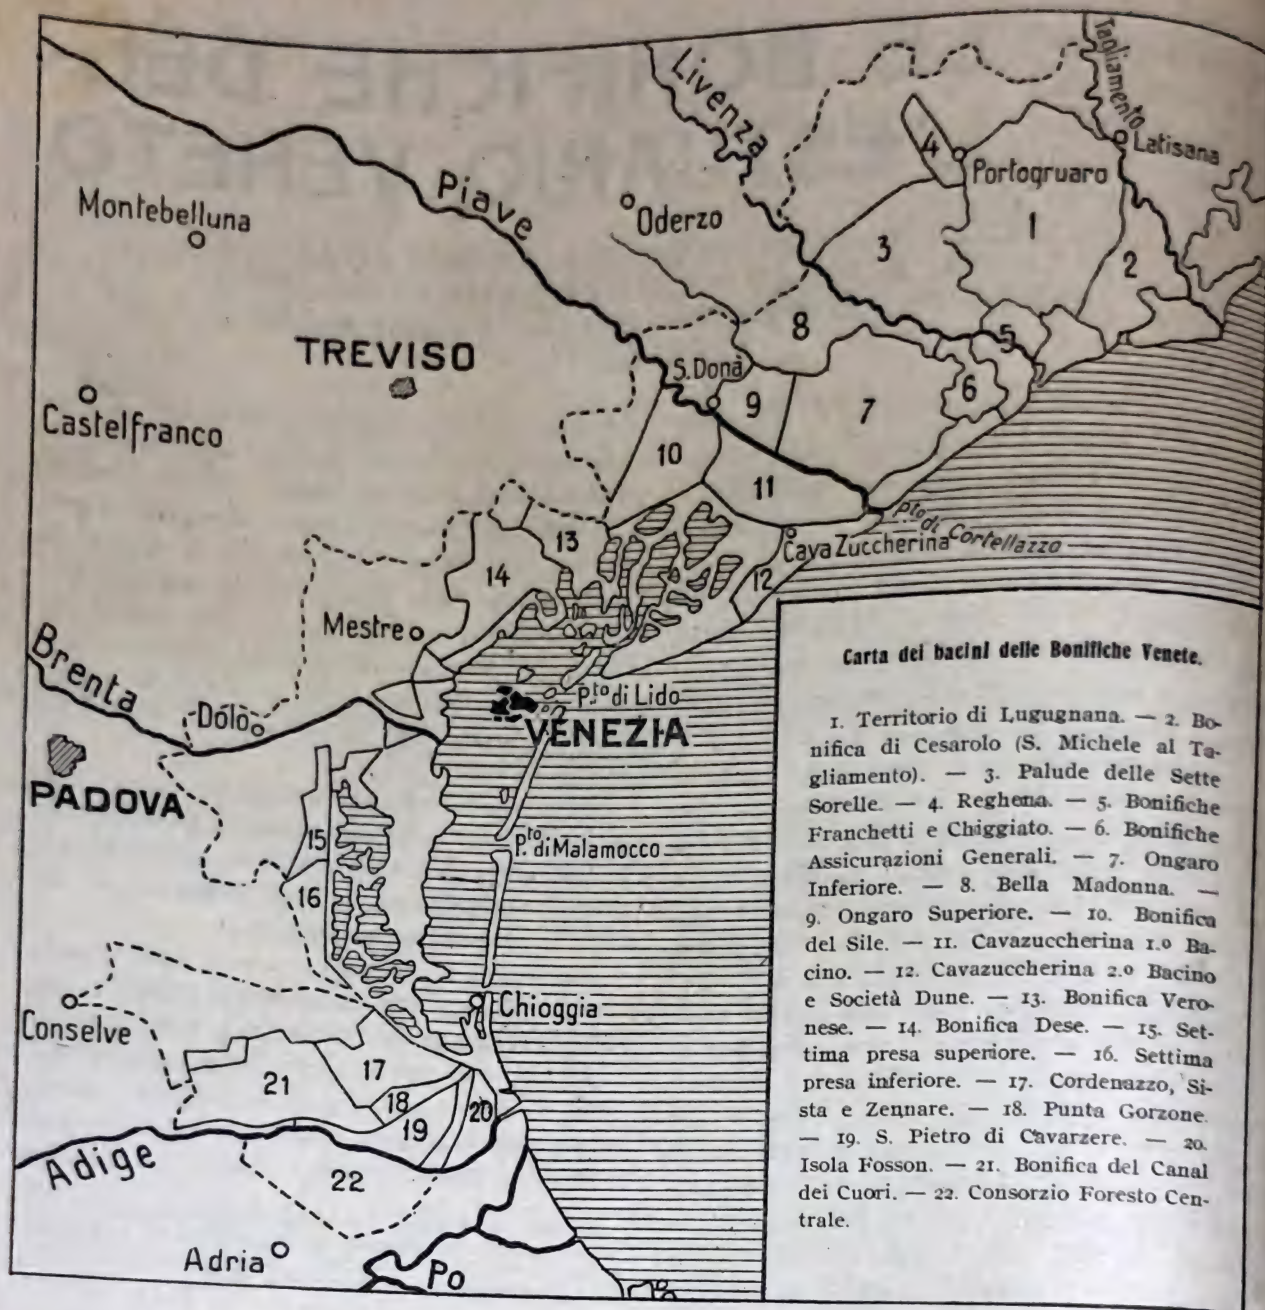 Tagliamento
Livenza
4
Latisana
Portogruaro
Piave
Montebelluna
Oderzo
3
1
2
8
5
TREVISO
S. Donà
6
Castelfranco
9
7
10
11
P.to di Cortellazzo
13
Cava Zuccherina
14
12
Mestre
Brenta
P.to di Lido
Dólo
VENEZIA
PADOVA
15
P.to di Malamocco
16
Chioggia
Conselve
17
21
18
20
19
Adige
22
Adria
Po
Carta dei bacini delle Bonifiche Venete.
1. Territorio di Lugugnana. — 2. Bo-
nifica di Cesarolo (S. Michele al Ta-
gliamento). — 3. Palude delle Sette
Sorelle. — 4. Reghena. — 5. Bonifiche
Franchetti e Chiggiato. — 6. Bonifiche
Assicurazioni Generali. — 7. Ongaro
Inferiore. — 8. Bella Madonna. —
9. Ongaro Superiore. — 10. Bonifica
del Sile. — 11. Cavazuccherina 1.º Ba-
cino. — 12. Cavazuccherina 2.º Bacino
e Società Dune. — 13. Bonifica Vero-
nese. — 14. Bonifica Dese. — 15. Set-
tima presa superiore. — 16. Settima
presa inferiore. — 17. Cordenazzo, Si-
sta e Zennare. — 18. Punta Gorzone.
— 19. S. Pietro di Cavarzere. — 20.
Isola Fosson. — 21. Bonifica del Canal
dei Cuori. — 22. Consorzio Foresto Cen-
trale.